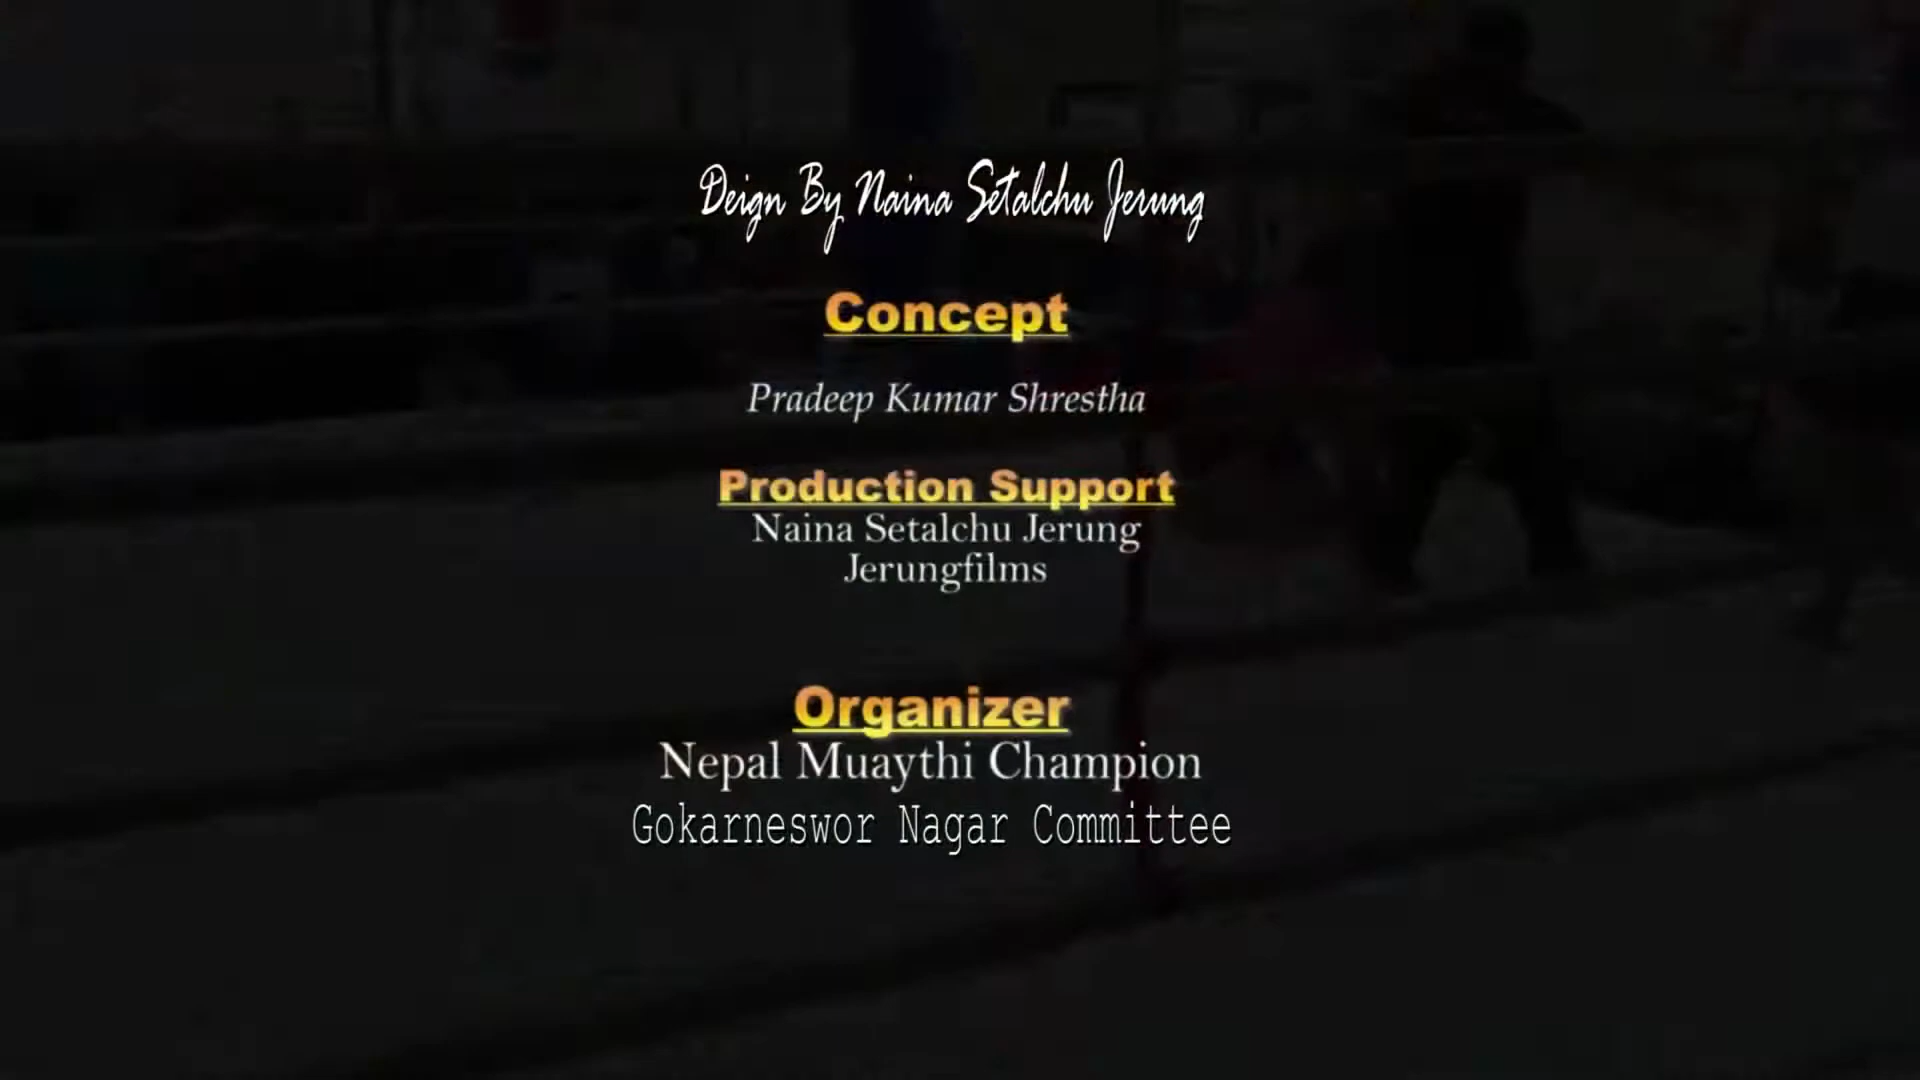 Deign By Naina Setalchu Jerung
Concept
Pradeep Kumar Shrestha
Production Support
Naina Setalchu Jerung
Jerungfilms
Organizer
Nepal Muaythi Champion
Gokarneswor Nagar Committee